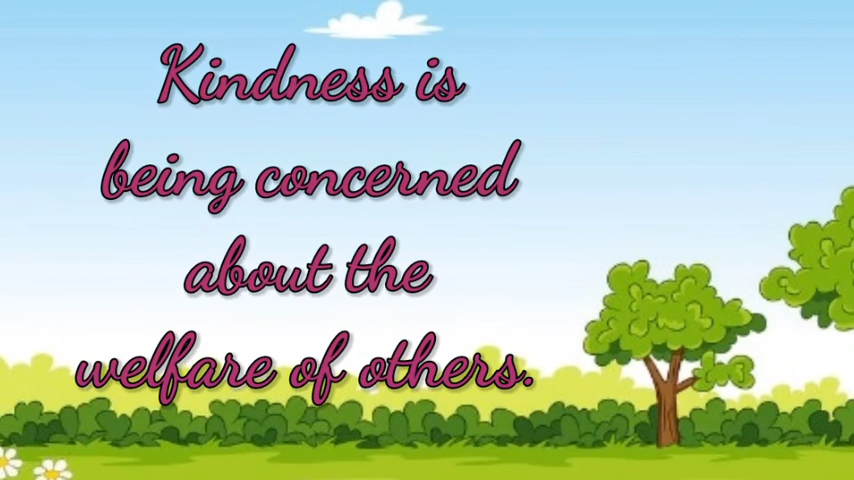 Kindness is
being concerned
about the
welfare of others.